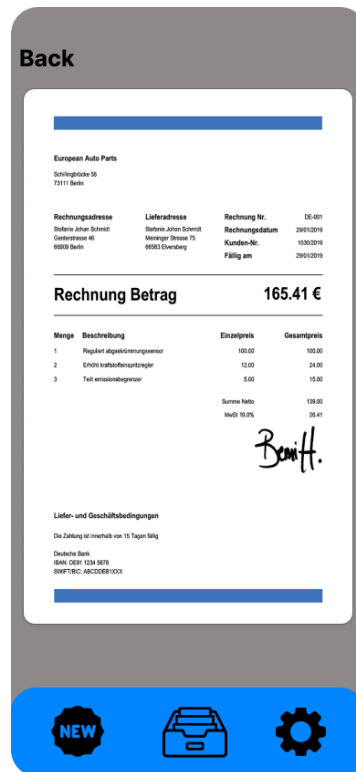 Back
European Auto Parts
Schillingbrücke 56
73111 Berlin
Rechnungsadresse Lieferadresse Rechnung Nr. DE-001
Stefanie Johan Schmidt Stefanie Johan Schmidt Rechnungsdatum 29/01/2019
Genterstrasse 46 Meininger Strasse 75 Kunden-Nr. 1530/2019
66909 Berlin 66583 Elversberg Fällig am 29/01/2019
Rechnung Betrag 165.41 €
Menge Beschreibung Einzelpreis Gesamtpreis
1 Reguliert abgaskrümmungssensor 100.00 100.00
2 Erhöht kraftstoffeinspritzregler 12.00 24.00
3 Teilt emissionsbegrenzer 5.00 15.00
Summe Netto 139.00
MwSt 19.0% 26.41
Liefer- und Geschäftsbedingungen
Die Zahlung ist innerhalb von 15 Tagen fällig
Deutsche Bank
IBAN: DE91 1234 5678
SWIFT/BIC: ABCDDEB1XXX
NEW